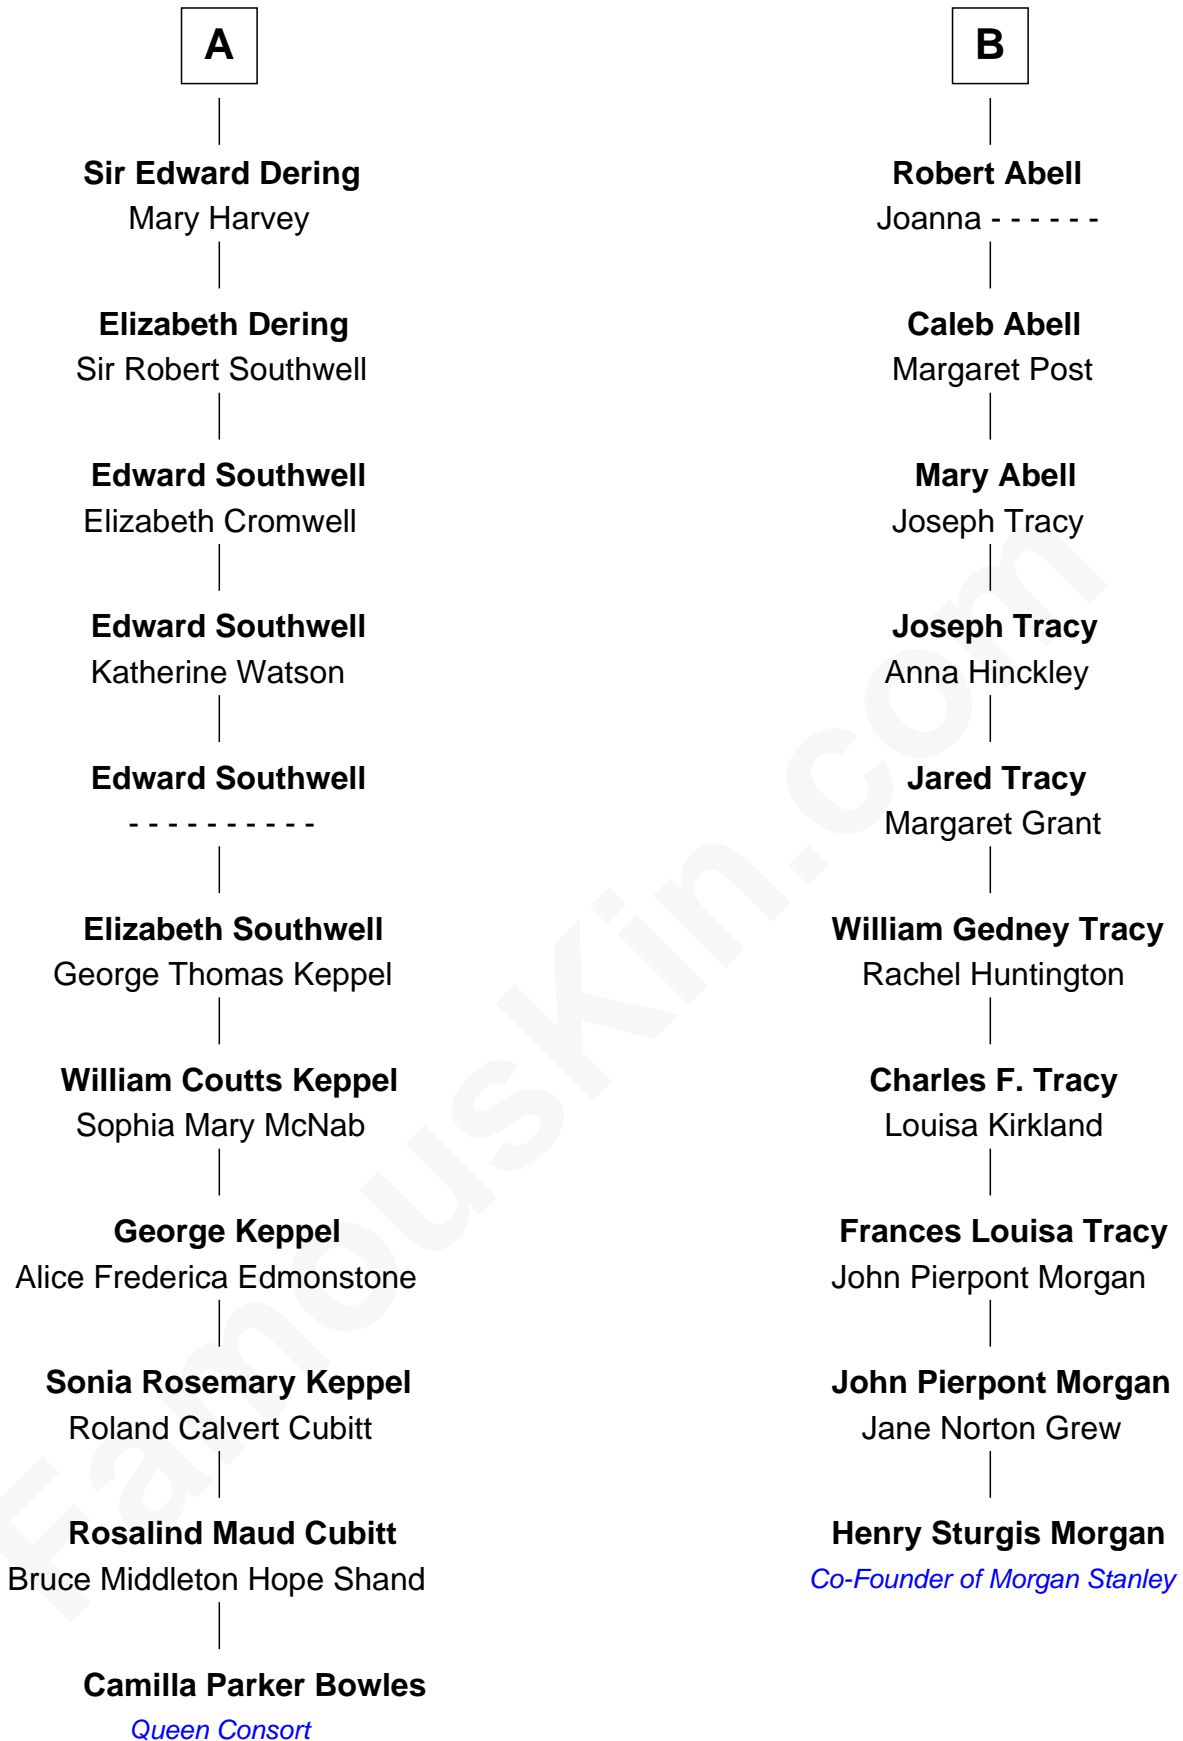 A
Sir Edward Dering
Mary Harvey
Elizabeth Dering
Sir Robert Southwell
Edward Southwell
Elizabeth Cromwell
Edward Southwell
Katherine Watson
Edward Southwell
- - - - - - - - - -
Elizabeth Southwell
George Thomas Keppel
William Coutts Keppel
Sophia Mary McNab
George Keppel
Alice Frederica Edmonstone
Sonia Rosemary Keppel
Roland Calvert Cubitt
Rosalind Maud Cubitt
Bruce Middleton Hope Shand
Camilla Parker Bowles
Queen Consort
B
Robert Abell
Joanna - - - - - -
Caleb Abell
Margaret Post
Mary Abell
Joseph Tracy
Joseph Tracy
Anna Hinckley
Jared Tracy
Margaret Grant
William Gedney Tracy
Rachel Huntington
Charles F. Tracy
Louisa Kirkland
Frances Louisa Tracy
John Pierpont Morgan
John Pierpont Morgan
Jane Norton Grew
Henry Sturgis Morgan
Co-Founder of Morgan Stanley
FamousKin.com